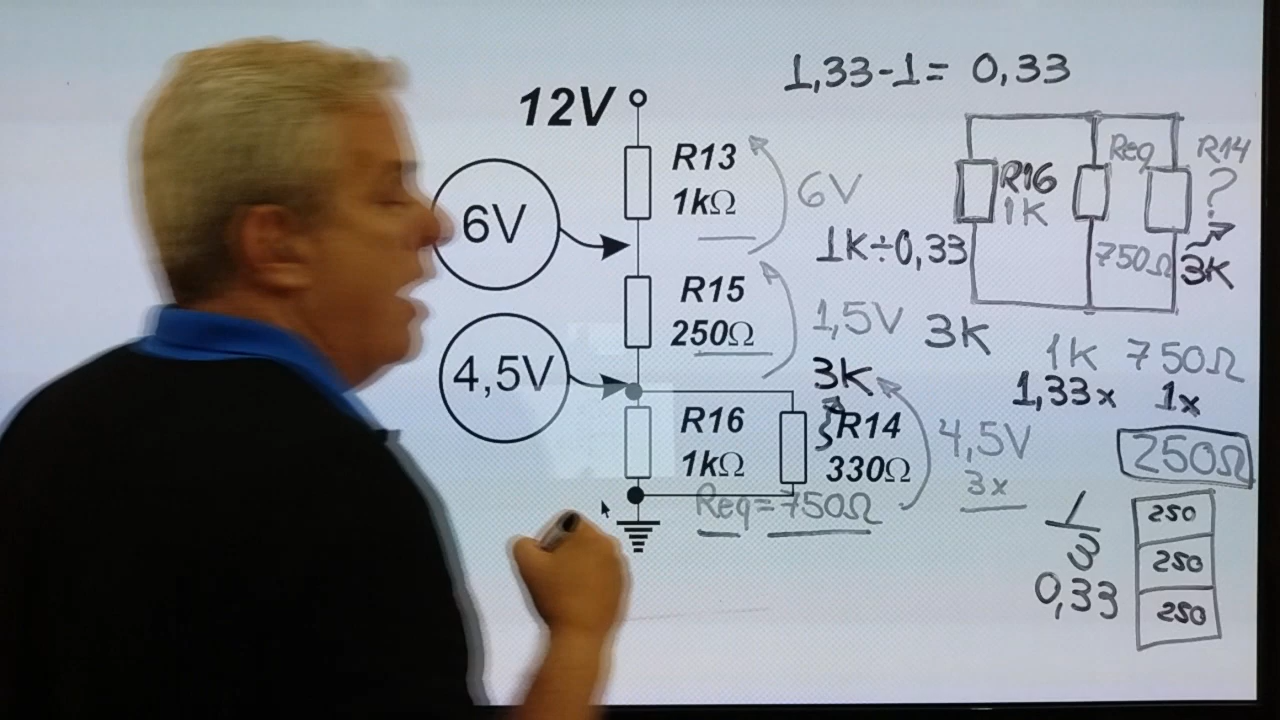 1,33-1= 0,33
12V
R13
1kΩ
6V
6V
1K÷0,33
R16
1K
Req
750Ω
R14
?
3K
R15
250Ω
1,5V
3K
1K 750Ω
1,33x 1x
250Ω
4,5V
3K
R16
1kΩ
R14
330Ω
4,5V
3x
Req=750Ω
1
3
0,33
250
250
250